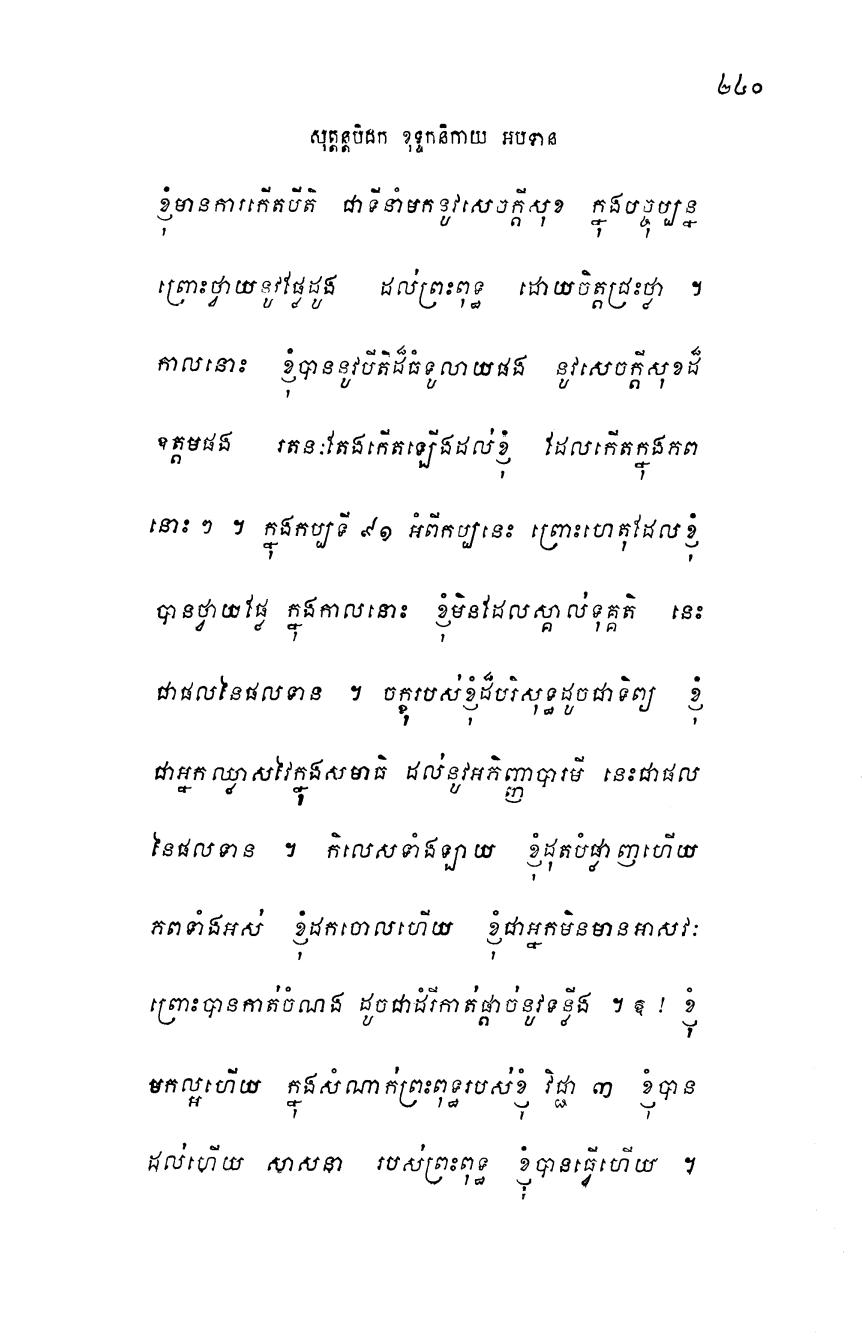 ២៤០
សុត្តន្តបិដក ខុទ្ទកនិកាយ អបទាន
ខ្ញុំមានការកើតបីតិ ជាទីនាំមកនូវសេចក្តីសុខ ក្នុងបច្ចុប្បន្ន
ព្រោះថ្វាយនូវផ្លែដូង ដល់ព្រះពុទ្ធ ដោយចិត្តជ្រះថ្លា ។
កាលនោះ ខ្ញុំបាននូវបីតិដ៏ធំទូលាយផង នូវសេចក្តីសុខដ៏
ឧត្តមផង រតនៈតែងកើតឡើងដល់ខ្ញុំ ដែលកើតក្នុងភព
នោះ ៗ ។ ក្នុងកប្បទី ៩១ អំពីកប្បនេះ ព្រោះហេតុដែលខ្ញុំ
បានថ្វាយផ្លែ ក្នុងកាលនោះ ខ្ញុំមិនដែលស្គាល់ទុគ្គតិ នេះ
ជាផលនៃផលទាន ។ ចក្ខុរបស់ខ្ញុំដ៏បរិសុទ្ធដូចជាទិព្យ ខ្ញុំ
ជាអ្នកឈ្លាសវៃក្នុងសមាធិ ដល់នូវអភិញ្ញាបារមី នេះជាផល
នៃផលទាន ។ កិលេសទាំងឡាយ ខ្ញុំដុតបំផ្លាញហើយ
ភពទាំងអស់ ខ្ញុំដកចោលហើយ ខ្ញុំជាអ្នកមិនមានអាសវៈ
ព្រោះបានកាត់ចំណង ដូចជាដំរីកាត់ផ្តាច់នូវទន្លីង ។ ឱ ! ខ្ញុំ
មកល្អហើយ ក្នុងសំណាក់ព្រះពុទ្ធរបស់ខ្ញុំ វិជ្ជា ៣ ខ្ញុំបាន
ដល់ហើយ សាសនា របស់ព្រះពុទ្ធ ខ្ញុំបានធ្វើហើយ ។